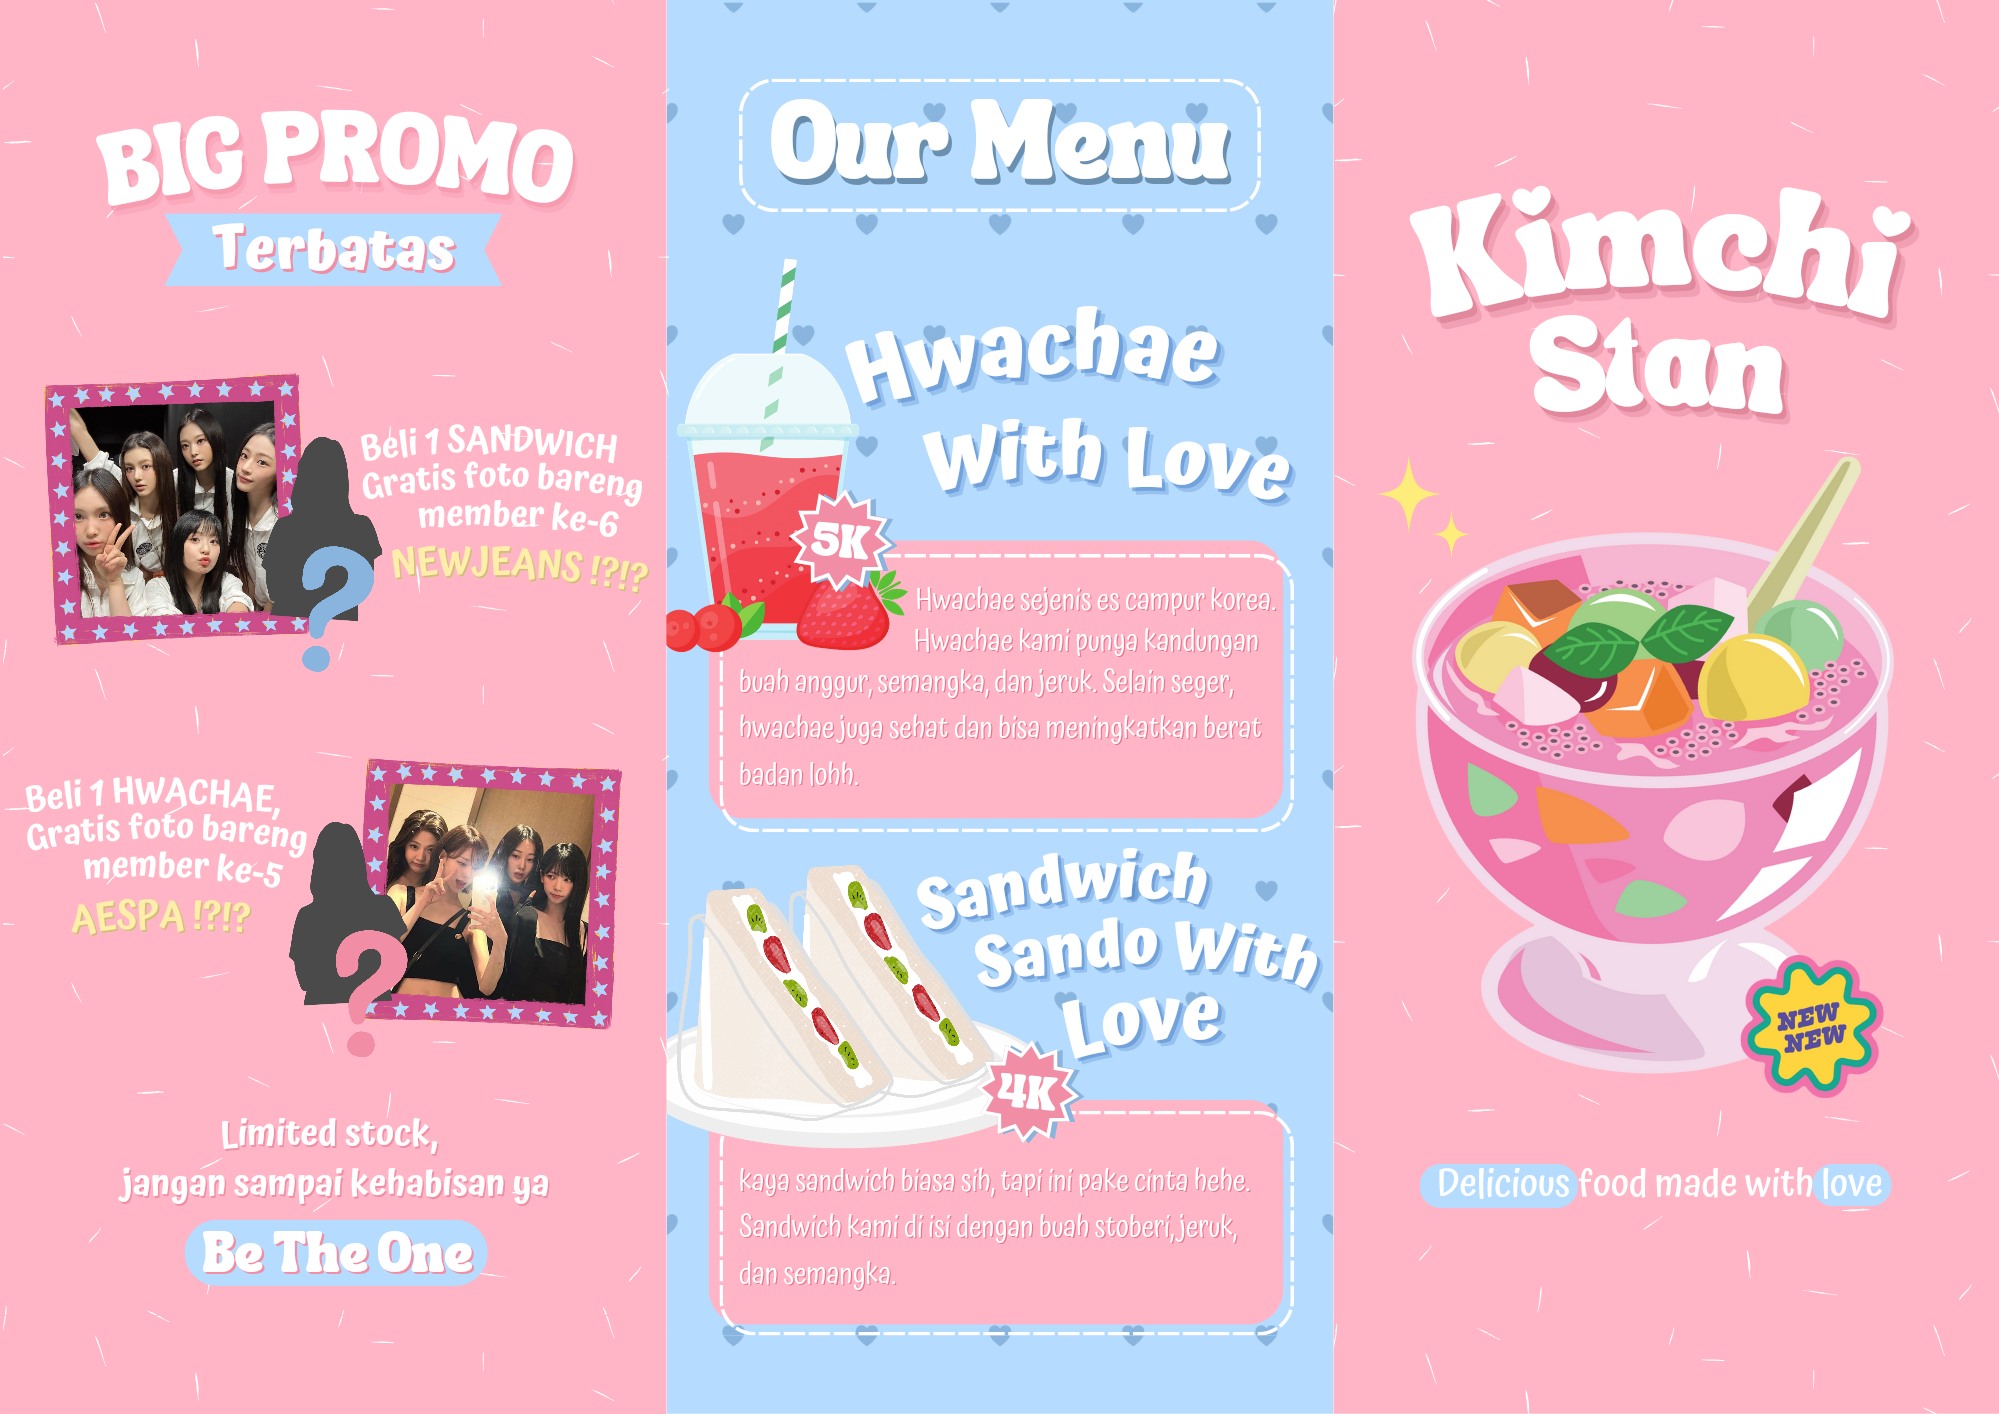 BIG PROMO
Terbatas
Beli 1 SANDWICH
Gratis foto bareng
member ke-6
NEWJEANS !?!?
Beli 1 HWACHAE,
Gratis foto bareng
member ke-5
AESPA !?!?
Limited stock,
jangan sampai kehabisan ya
Be The One
Our Menu
Hwachae
With Love
5K
Hwachae sejenis es campur korea.
Hwachae kami punya kandungan
buah anggur, semangka, dan jeruk. Selain seger,
hwachae juga sehat dan bisa meningkatkan berat
badan lohh.
Sandwich
Sando With
Love
4K
kaya sandwich biasa sih, tapi ini pake cinta hehe.
Sandwich kami di isi dengan buah stoberi, jeruk,
dan semangka.
Kimchi
Stan
NEW
NEW
Delicious food made with love